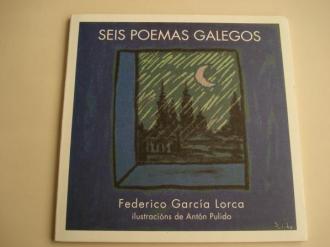 SEIS POEMAS GALEGOS
Federico García Lorca
ilustracións de Antón Pulido